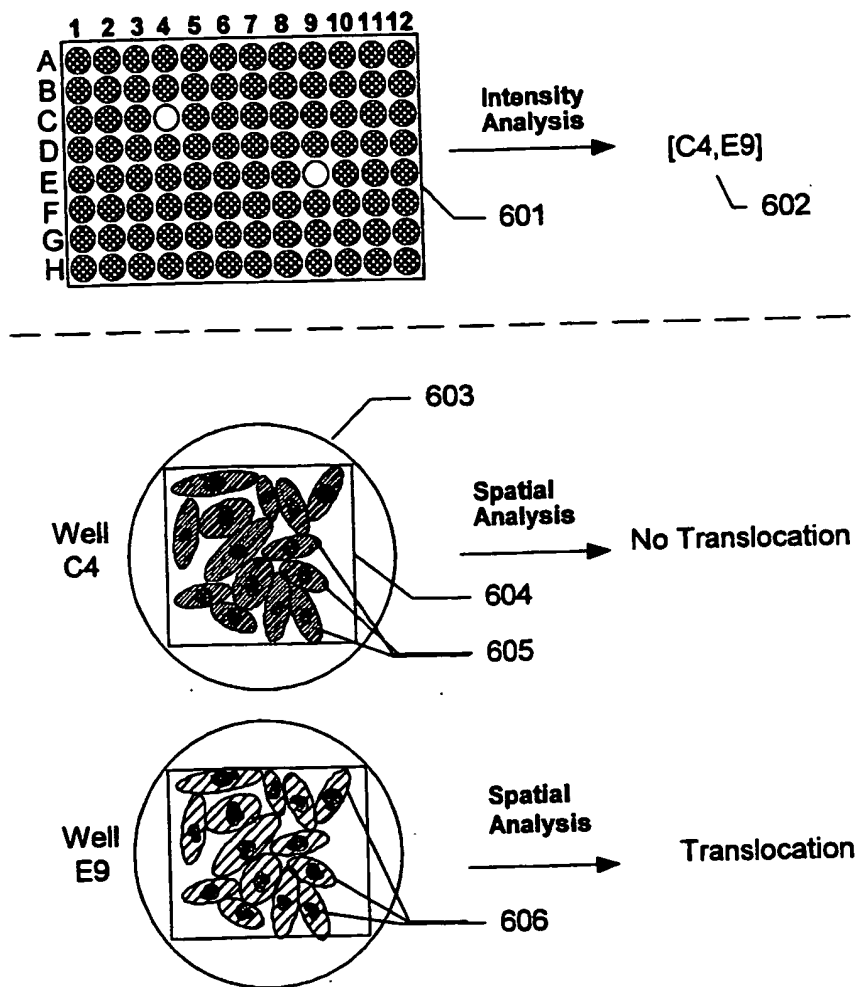 1 2 3 4 5 6 7 8 9 10 11 12
A
B
C
D
E
F
G
H
Intensity
Analysis
[C4,E9]
601
602
603
Well
C4
Spatial
Analysis
No Translocation
604
605
Well
E9
Spatial
Analysis
Translocation
606